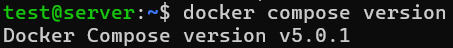 test@server:~$ docker compose version
Docker Compose version v5.0.1